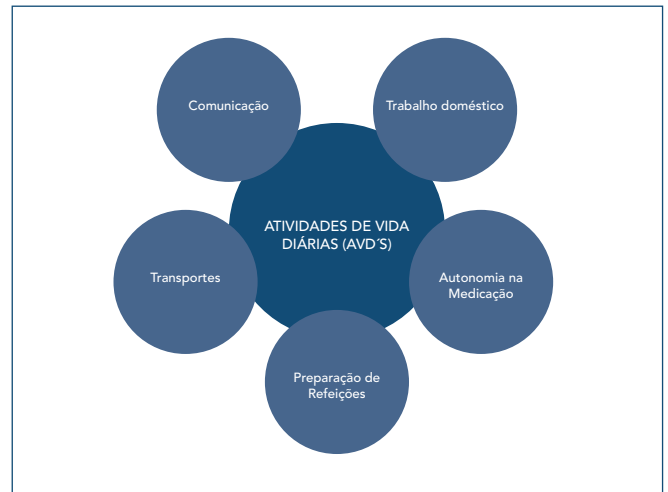 Comunicação
Trabalho doméstico
ATIVIDADES DE VIDA
DIÁRIAS (AVD´S)
Transportes
Autonomia na
Medicação
Preparação de
Refeições